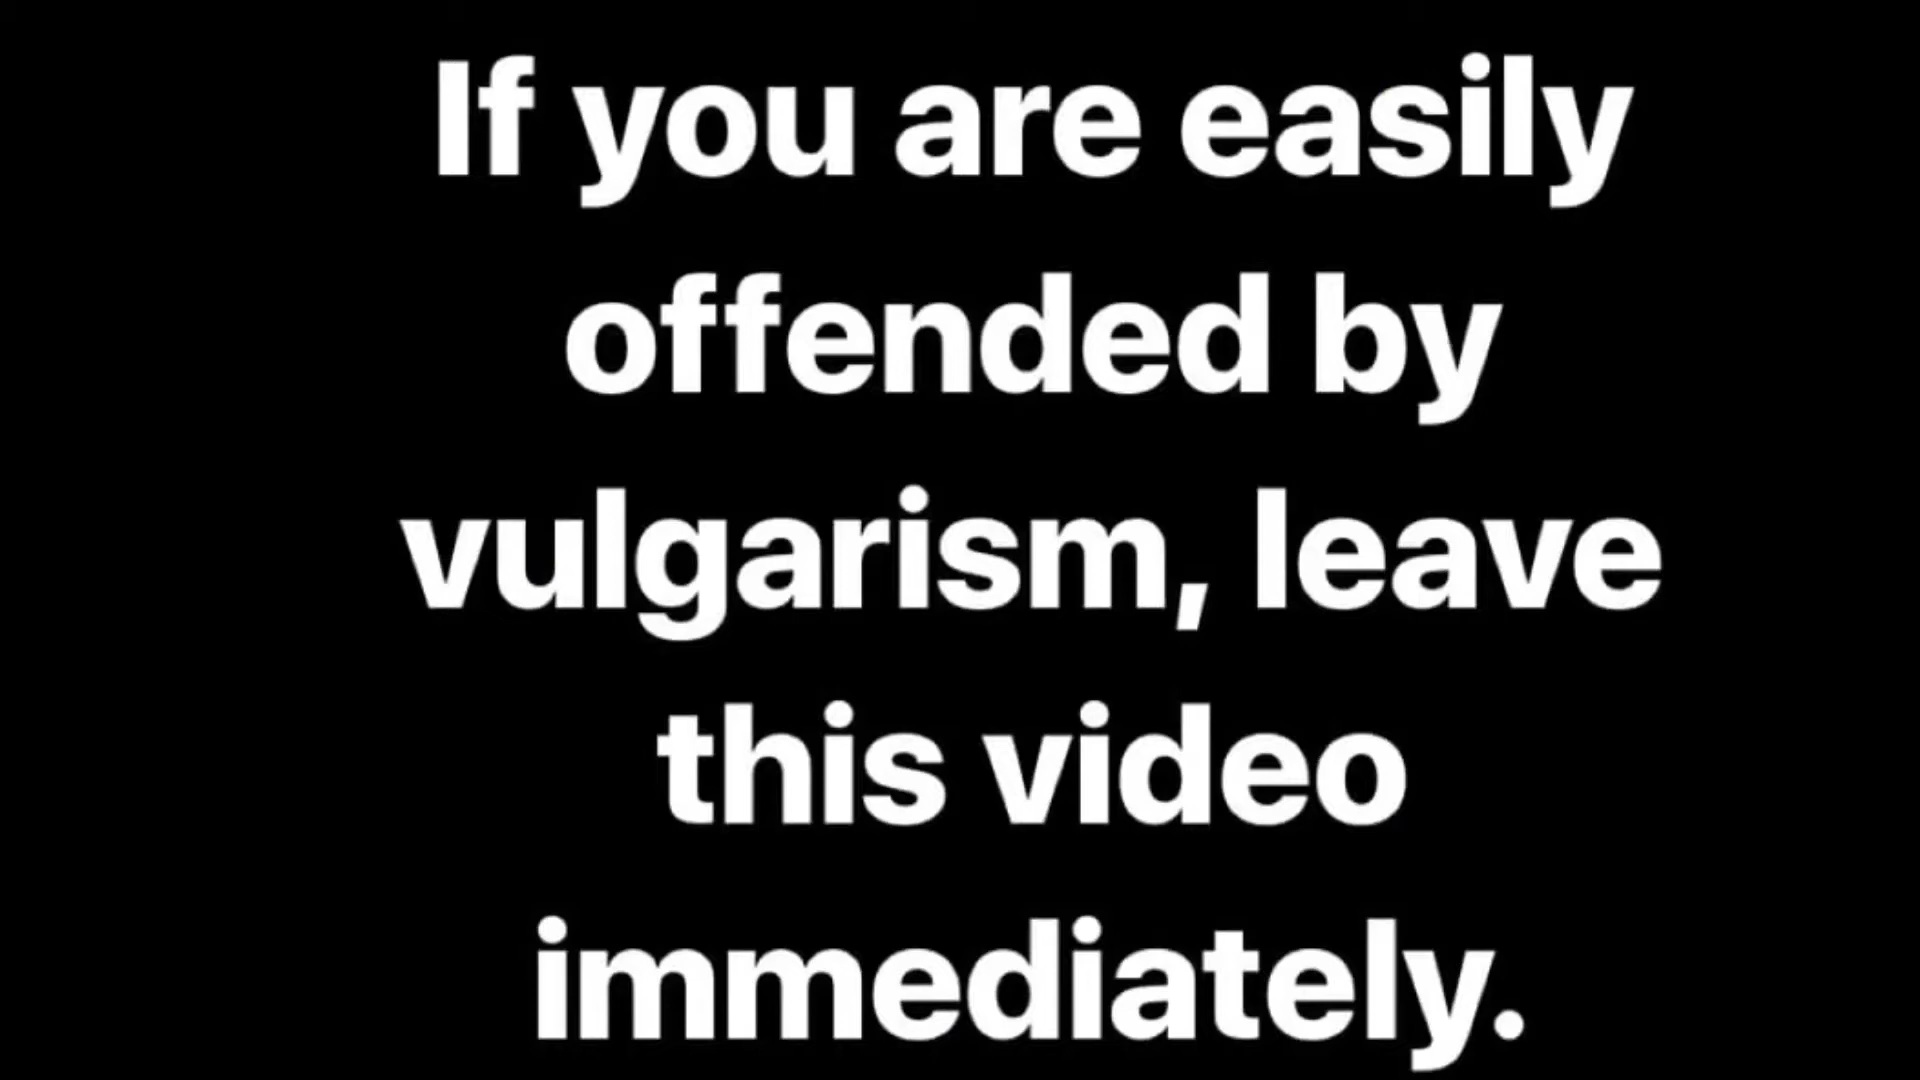 If you are easily
offended by
vulgarism, leave
this video
immediately.